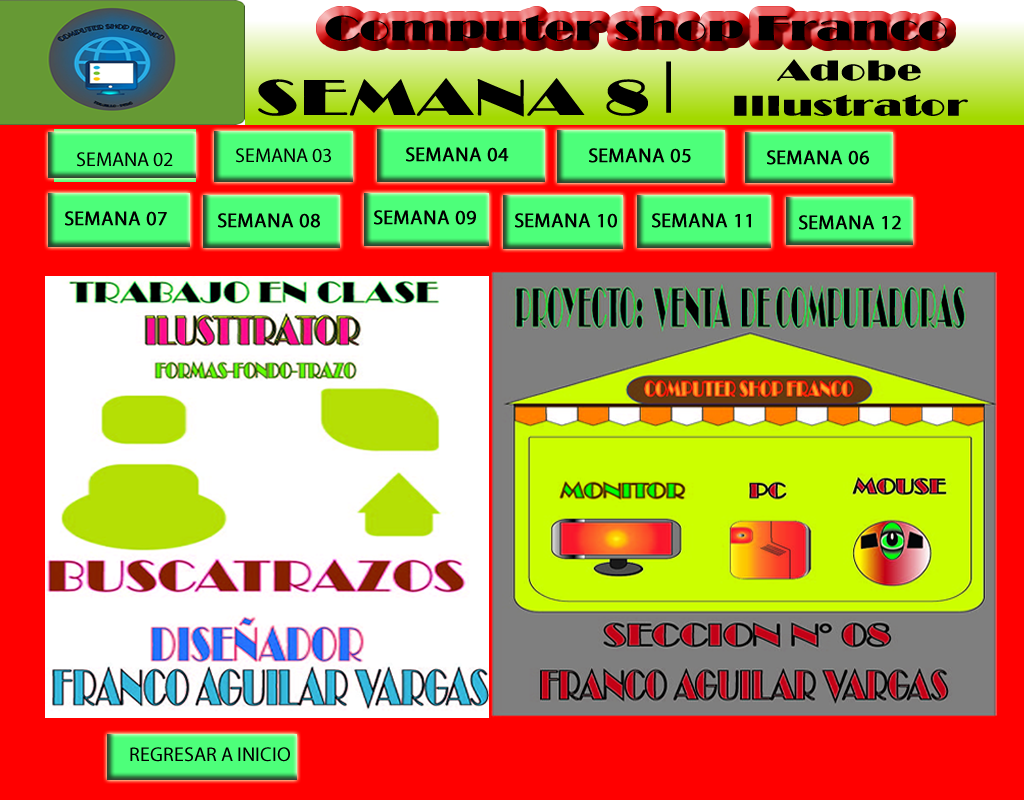 COMPUTER SHOP FRANCO
Computer shop Franco
SEMANA 8
Adobe
Illustrator
SEMANA 02
SEMANA 03
SEMANA 04
SEMANA 05
SEMANA 06
SEMANA 07
SEMANA 08
SEMANA 09
SEMANA 10
SEMANA 11
SEMANA 12
TRABAJO EN CLASE
ILUSTTRATOR
FORMAS-FONDO-TRAZO
BUSCATRAZOS
DISEÑADOR
FRANCO AGUILAR VARGAS
PROYECTO: VENTA DE COMPUTADORAS
COMPUTER SHOP FRANCO
MONITOR
PC
MOUSE
SECCION N° 08
FRANCO AGUILAR VARGAS
REGRESAR A INICIO